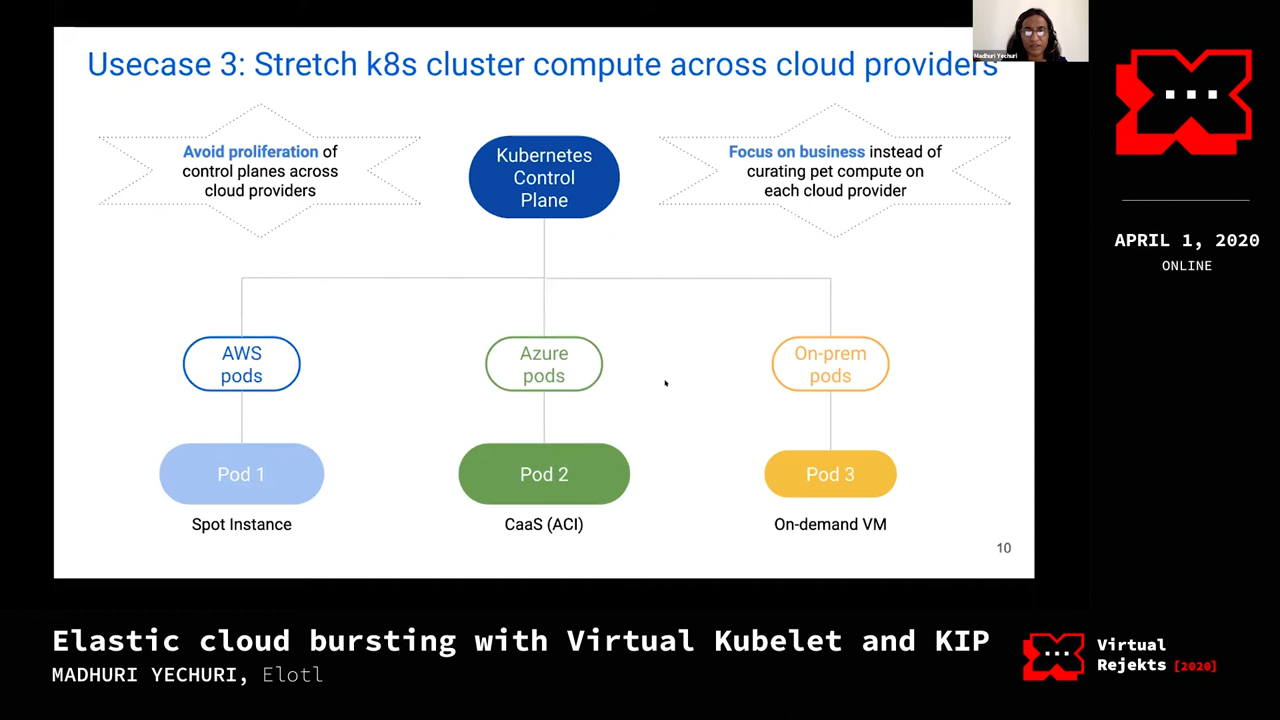 Usecase 3: Stretch k8s cluster compute across cloud providers
Madhuri Yechuri
Avoid proliferation of
control planes across
cloud providers
Kubernetes
Control
Plane
Focus on business instead of
curating pet compute on
each cloud provider
AWS
pods
Azure
pods
On-prem
pods
Pod 1
Pod 2
Pod 3
Spot Instance
CaaS (ACI)
On-demand VM
10
APRIL 1, 2020
ONLINE
Elastic cloud bursting with Virtual Kubelet and KIP
MADHURI YECHURI, Elotl
Virtual
Rejekts [2020]